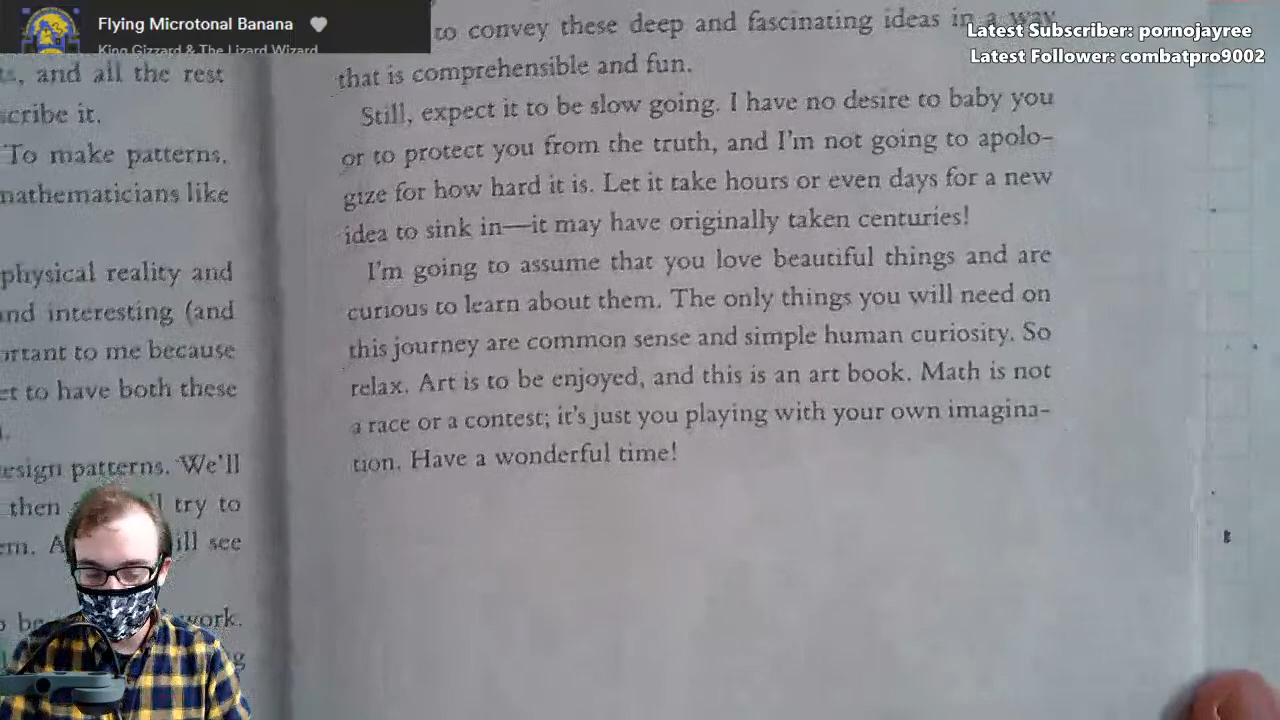 Flying Microtonal Banana
King Gizzard & The Lizard Wizard
Latest Subscriber: pornojayree
Latest Follower: combatpro9002
and all the rest
scribe it.
To make patterns,
mathematicians like
physical reality and
and interesting (and
ortant to me because
et to have both these
esign patterns. We'll
then try to
ill see
work.
to convey these deep and fascinating ideas in a way
that is comprehensible and fun.
Still, expect it to be slow going. I have no desire to baby you
or to protect you from the truth, and I'm not going to apolo-
gize for how hard it is. Let it take hours or even days for a new
idea to sink in—it may have originally taken centuries!
I'm going to assume that you love beautiful things and are
curious to learn about them. The only things you will need on
this journey are common sense and simple human curiosity. So
relax. Art is to be enjoyed, and this is an art book. Math is not
a race or a contest; it's just you playing with your own imagina-
tion. Have a wonderful time!